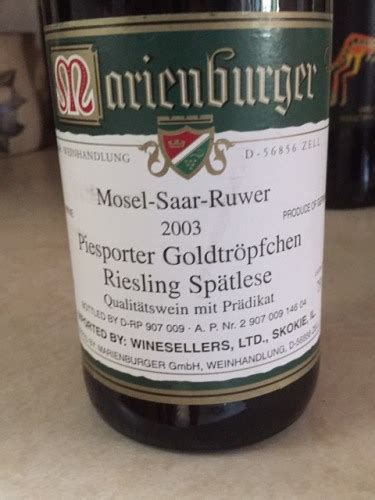 Marienburger
WEINHANDLUNG D-56856 ZELL
Mosel-Saar-Ruwer
2003
PRODUCE OF
Piesporter Goldtröpfchen
Riesling Spätlese
Qualitätswein mit Prädikat
BOTTLED BY D-RP 907 009 · A. P. Nr. 2 907 009 146 04
IMPORTED BY: WINESELLERS, LTD., SKOKIE, IL
BY: MARIENBURGER GmbH, WEINHANDLUNG, D-56856